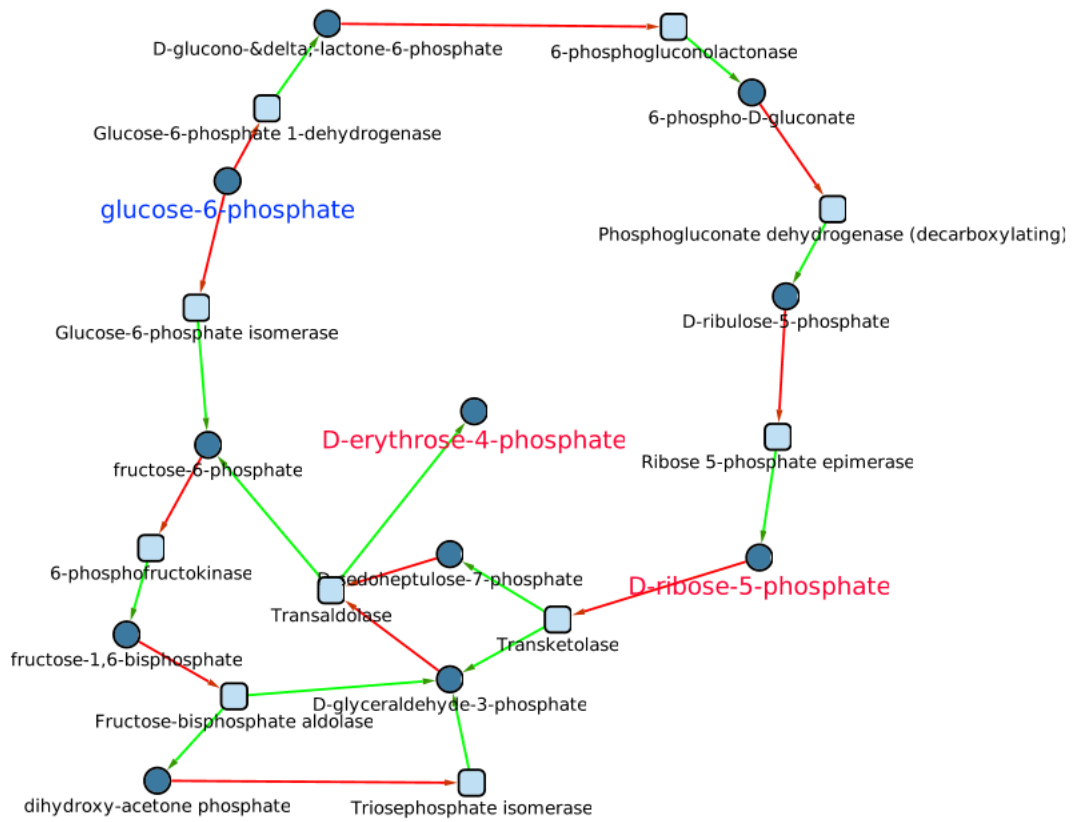 D-glucono-&delta;-lactone-6-phosphate
6-phosphogluconolactonase
6-phospho-D-gluconate
Glucose-6-phosphate 1-dehydrogenase
glucose-6-phosphate
Phosphogluconate dehydrogenase (decarboxylating)
D-ribulose-5-phosphate
Glucose-6-phosphate isomerase
D-erythrose-4-phosphate
Ribose 5-phosphate epimerase
fructose-6-phosphate
6-phosphofructokinase
D-sedoheptulose-7-phosphate
D-ribose-5-phosphate
Transaldolase
Transketolase
fructose-1,6-bisphosphate
D-glyceraldehyde-3-phosphate
Fructose-bisphosphate aldolase
dihydroxy-acetone phosphate
Triosephosphate isomerase